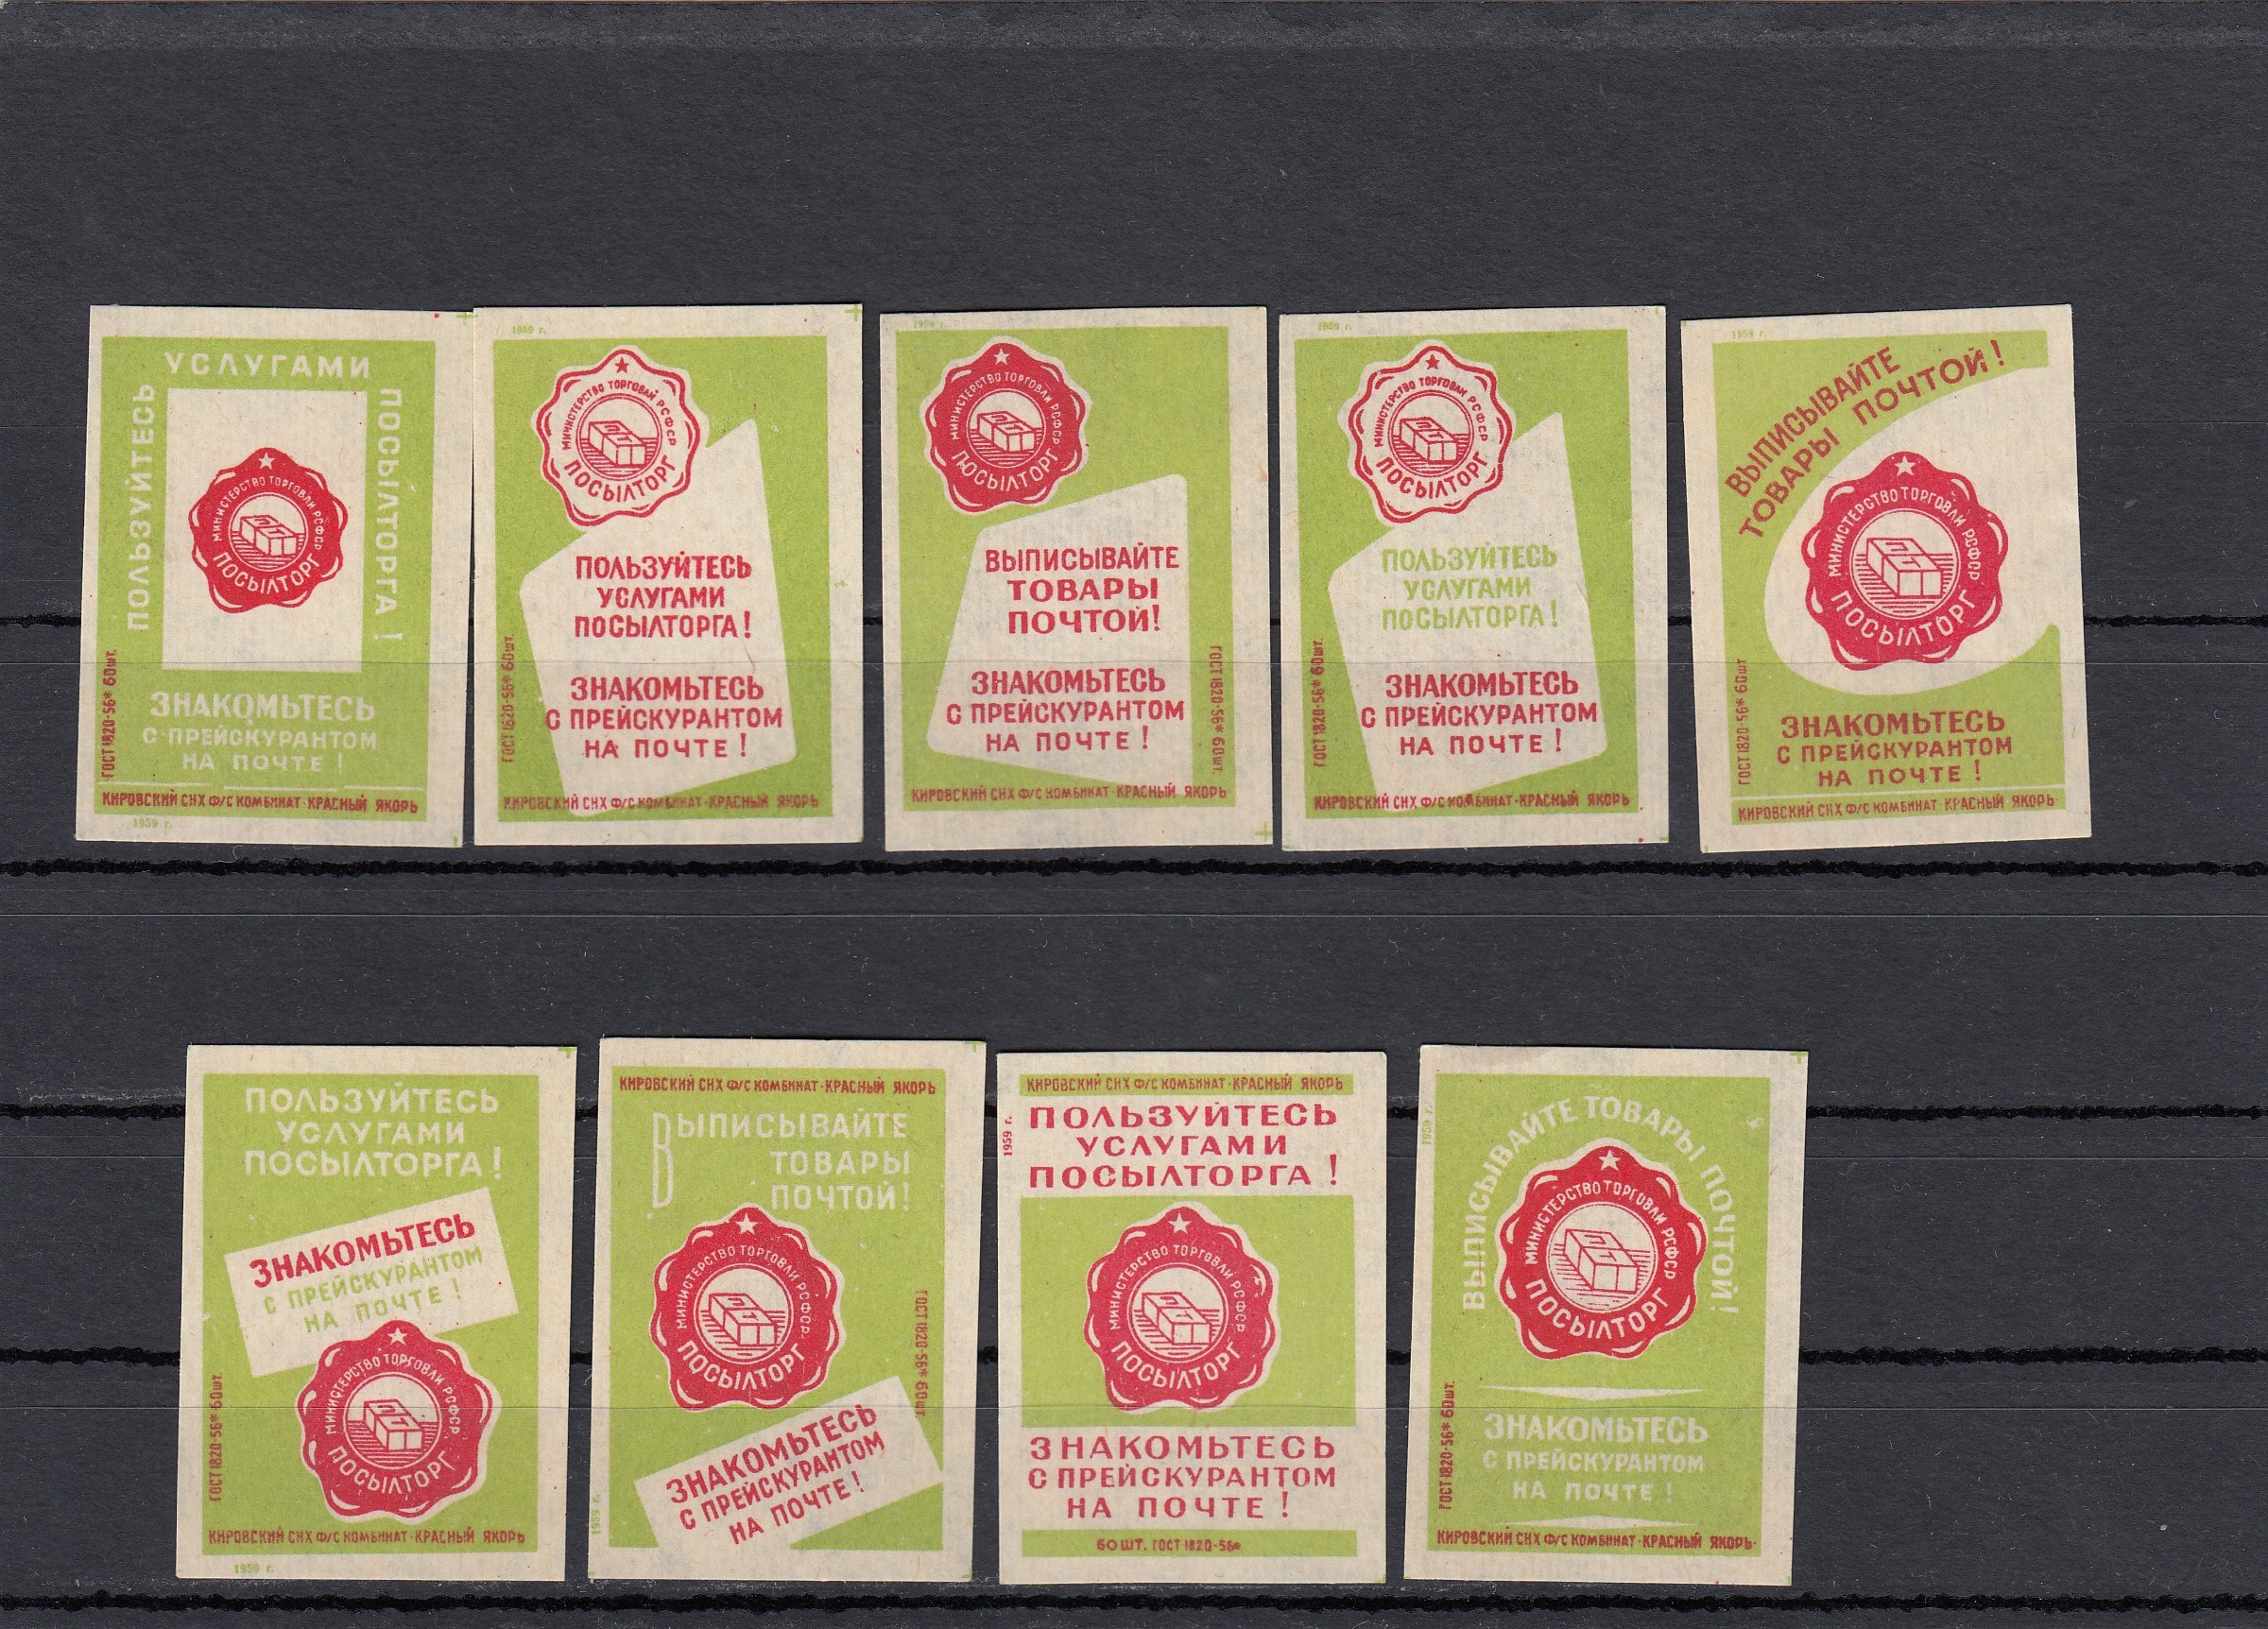 УСЛУГАМИ
ПОЛЬЗУЙТЕСЬ
ПОСЫЛТОРГА!
МИНИСТЕРСТВО ТОРГОВЛИ РСФСР
ПОСЫЛТОРГ
ЗНАКОМЬТЕСЬ
С ПРЕЙСКУРАНТОМ
НА ПОЧТЕ!
ГОСТ 1820-56* 60шт.
КИРОВСКИЙ СНХ Ф/С КОМБИНАТ·КРАСНЫЙ ЯКОРЬ
1959 г.
1959 г.
МИНИСТЕРСТВО ТОРГОВЛИ РСФСР
ПОСЫЛТОРГ
ПОЛЬЗУЙТЕСЬ
УСЛУГАМИ
ПОСЫЛТОРГА!
ЗНАКОМЬТЕСЬ
С ПРЕЙСКУРАНТОМ
НА ПОЧТЕ!
ГОСТ 1820-56* 60шт.
КИРОВСКИЙ СНХ Ф/С КОМБИНАТ·КРАСНЫЙ ЯКОРЬ
1959 г.
МИНИСТЕРСТВО ТОРГОВЛИ РСФСР
ПОСЫЛТОРГ
ВЫПИСЫВАЙТЕ
ТОВАРЫ
ПОЧТОЙ!
ЗНАКОМЬТЕСЬ
С ПРЕЙСКУРАНТОМ
НА ПОЧТЕ!
ГОСТ 1820-56* 60шт.
КИРОВСКИЙ СНХ Ф/С КОМБИНАТ·КРАСНЫЙ ЯКОРЬ
1959 г.
МИНИСТЕРСТВО ТОРГОВЛИ РСФСР
ПОСЫЛТОРГ
ПОЛЬЗУЙТЕСЬ
УСЛУГАМИ
ПОСЫЛТОРГА!
ЗНАКОМЬТЕСЬ
С ПРЕЙСКУРАНТОМ
НА ПОЧТЕ!
ГОСТ 1820-56* 60шт.
КИРОВСКИЙ СНХ Ф/С КОМБИНАТ·КРАСНЫЙ ЯКОРЬ
1959 г.
ВЫПИСЫВАЙТЕ
ТОВАРЫ ПОЧТОЙ!
МИНИСТЕРСТВО ТОРГОВЛИ РСФСР
ПОСЫЛТОРГ
ЗНАКОМЬТЕСЬ
С ПРЕЙСКУРАНТОМ
НА ПОЧТЕ!
ГОСТ 1820-56* 60шт
КИРОВСКИЙ СНХ Ф/С КОМБИНАТ·КРАСНЫЙ ЯКОРЬ
ПОЛЬЗУЙТЕСЬ
УСЛУГАМИ
ПОСЫЛТОРГА!
ЗНАКОМЬТЕСЬ
С ПРЕЙСКУРАНТОМ
НА ПОЧТЕ!
МИНИСТЕРСТВО ТОРГОВЛИ РСФСР
ПОСЫЛТОРГ
ГОСТ 1820-56* 60шт.
КИРОВСКИЙ СНХ Ф/С КОМБИНАТ·КРАСНЫЙ ЯКОРЬ
1959 г.
КИРОВСКИЙ СНХ Ф/С КОМБИНАТ·КРАСНЫЙ ЯКОРЬ
ВЫПИСЫВАЙТЕ
ТОВАРЫ
ПОЧТОЙ!
МИНИСТЕРСТВО ТОРГОВЛИ РСФСР
ПОСЫЛТОРГ
ГОСТ 1820-56* 60шт.
ЗНАКОМЬТЕСЬ
С ПРЕЙСКУРАНТОМ
НА ПОЧТЕ!
1959 г.
КИРОВСКИЙ СНХ Ф/С КОМБИНАТ·КРАСНЫЙ ЯКОРЬ
1959 г.
ПОЛЬЗУЙТЕСЬ
УСЛУГАМИ
ПОСЫЛТОРГА!
МИНИСТЕРСТВО ТОРГОВЛИ РСФСР
ПОСЫЛТОРГ
ЗНАКОМЬТЕСЬ
С ПРЕЙСКУРАНТОМ
НА ПОЧТЕ!
60 ШТ. ГОСТ 1820-56*
1959 г.
ВЫПИСЫВАЙТЕ ТОВАРЫ ПОЧТОЙ!
МИНИСТЕРСТВО ТОРГОВЛИ РСФСР
ПОСЫЛТОРГ
ЗНАКОМЬТЕСЬ
С ПРЕЙСКУРАНТОМ
НА ПОЧТЕ!
ГОСТ 1820-56* 60шт.
КИРОВСКИЙ СНХ Ф/С КОМБИНАТ·КРАСНЫЙ ЯКОРЬ